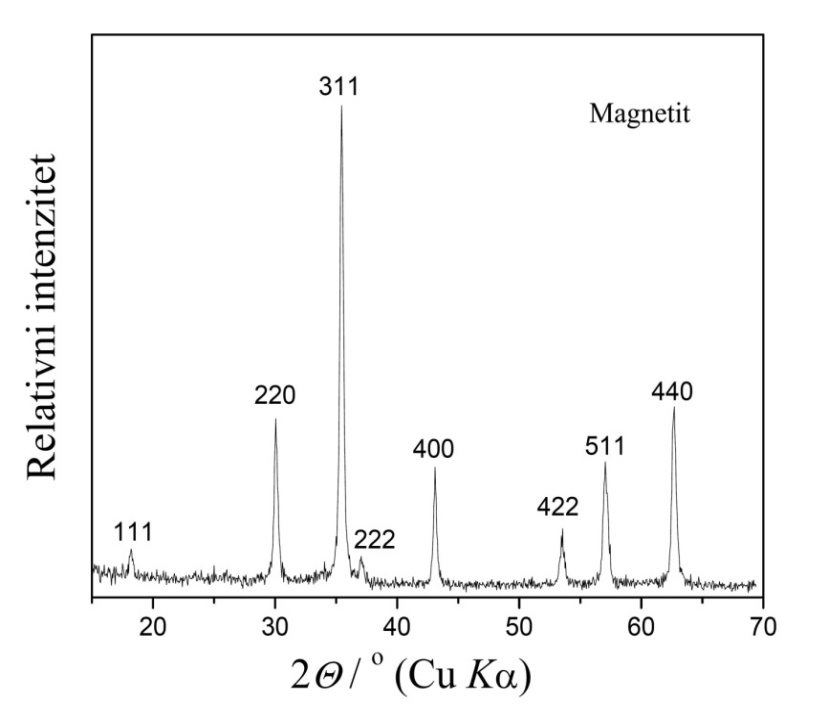 311
Magnetit
Relativni intenzitet
220
440
400
511
422
111
222
20 30 40 50 60 70
2Θ / º (Cu Kα)